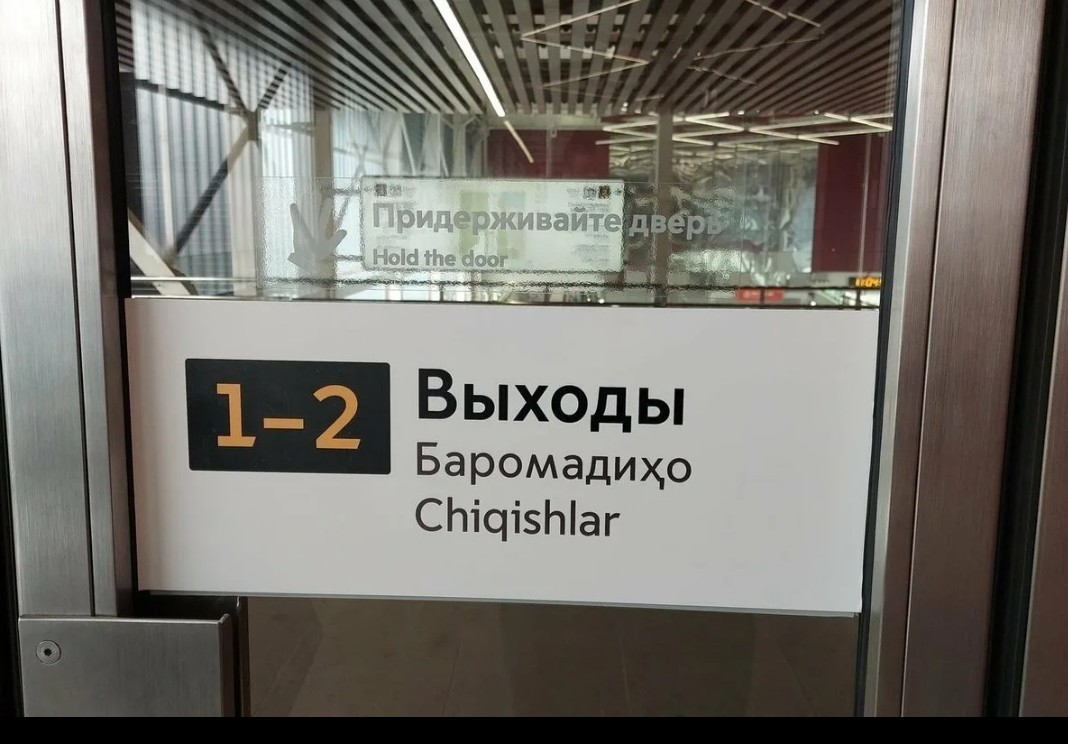 Придерживайте дверь
Hold the door
1–2
Выходы
Баромадиҳо
Chiqishlar